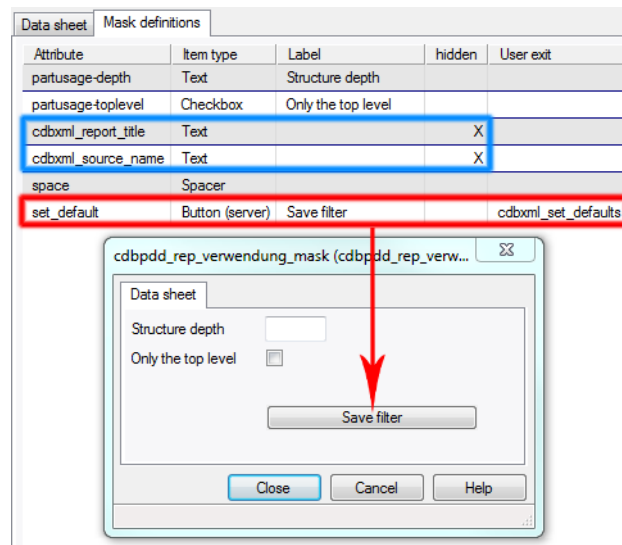 Data sheet Mask definitions
Attribute Item type Label hidden User exit
partusage-depth Text Structure depth
partusage-toplevel Checkbox Only the top level
cdbxml_report_title Text X
cdbxml_source_name Text X
space Spacer
set_default Button (server) Save filter cdbxml_set_defaults
cdbpdd_rep_verwendung_mask (cdbpdd_rep_verw...
Data sheet
Structure depth
Only the top level
Save filter
Close Cancel Help